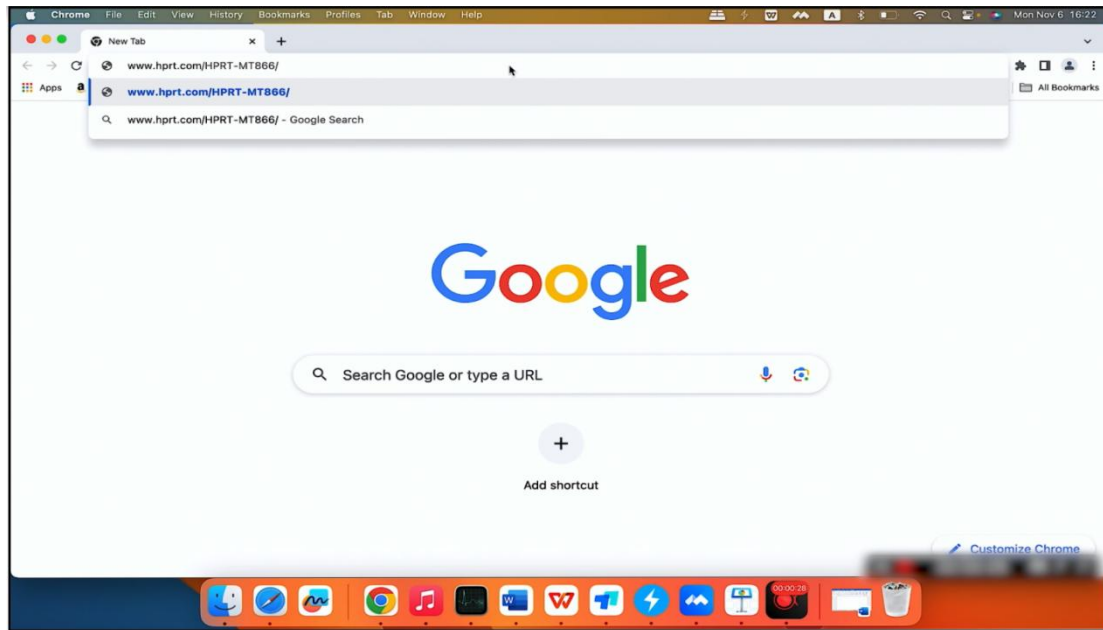 Chrome File Edit View History Bookmarks Profiles Tab Window Help Mon Nov 6 16:22
New Tab
www.hprt.com/HPRT-MT866/
Apps
www.hprt.com/HPRT-MT866/
All Bookmarks
www.hprt.com/HPRT-MT866/ - Google Search
Google
Search Google or type a URL
Add shortcut
Customize Chrome
00:00:28